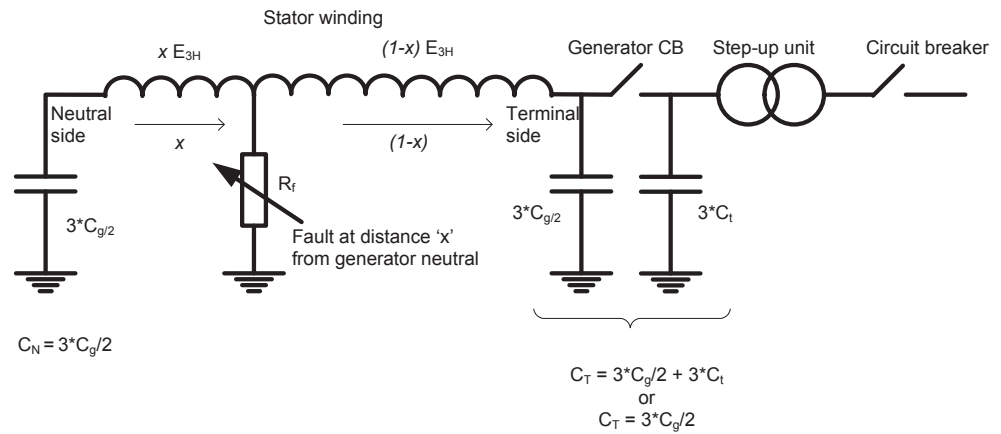 Stator winding
x E3H
(1-x) E3H
Generator CB
Step-up unit
Circuit breaker
Neutral
side
x
(1-x)
Terminal
side
3*Cg/2
Rf
3*Cg/2
3*Ct
Fault at distance ‘x’
from generator neutral
CN = 3*Cg/2
CT = 3*Cg/2 + 3*Ct
or
CT = 3*Cg/2